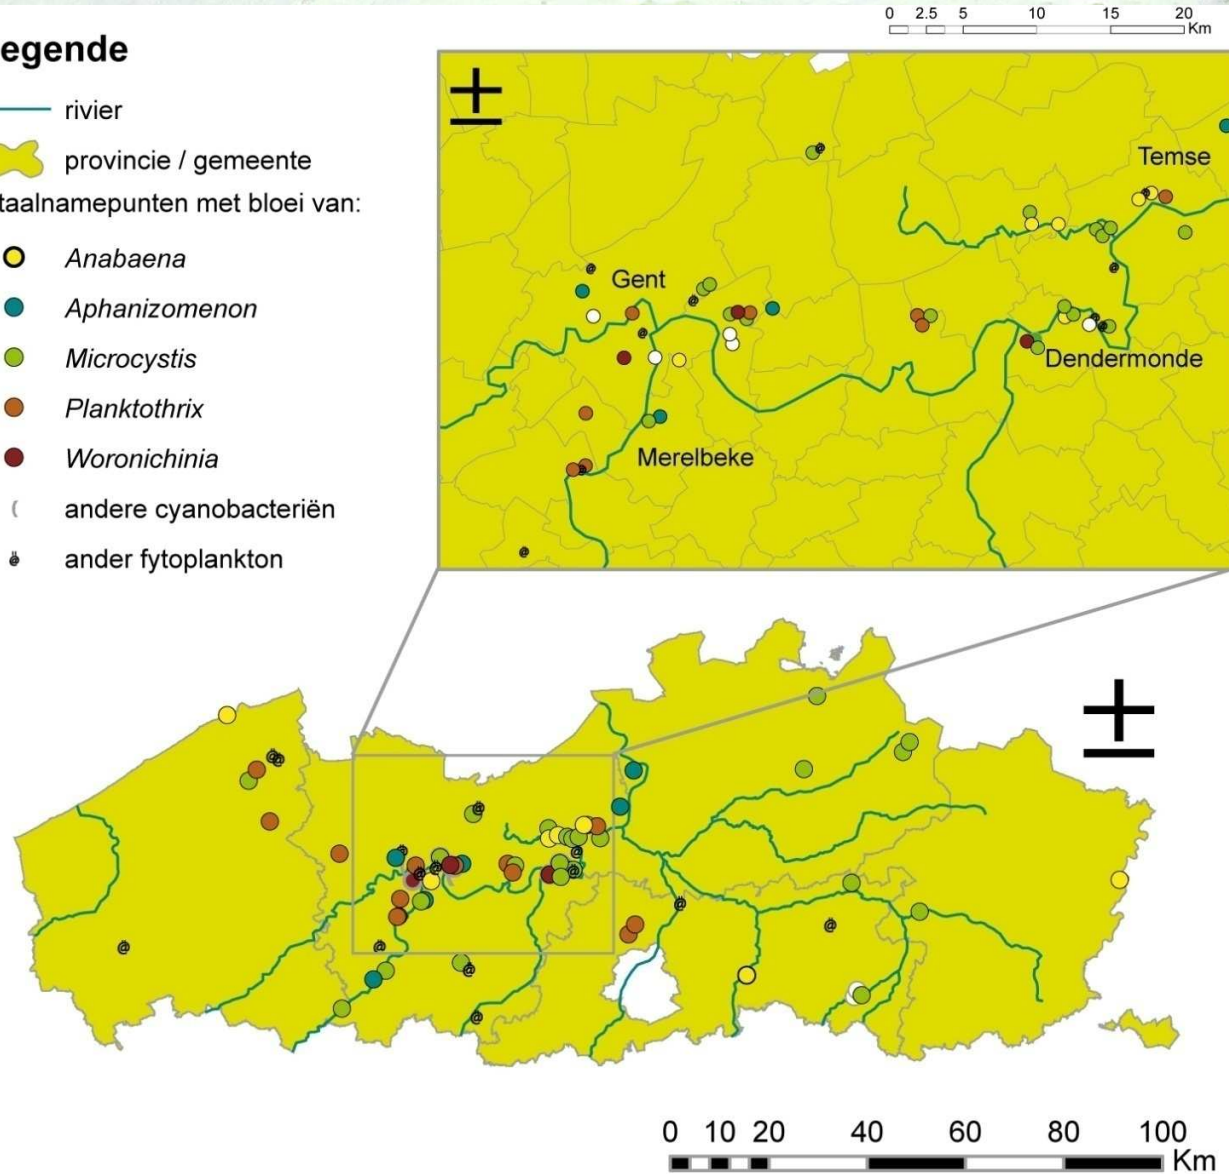 egende
rivier
provincie / gemeente
taalnamepunten met bloei van:
Anabaena
Aphanizomenon
Microcystis
Planktothrix
Woronichinia
andere cyanobacteriën
ander fytoplankton
0 2.5 5 10 15 20
Km
Temse
Gent
Dendermonde
Merelbeke
0 10 20 40 60 80 100
Km